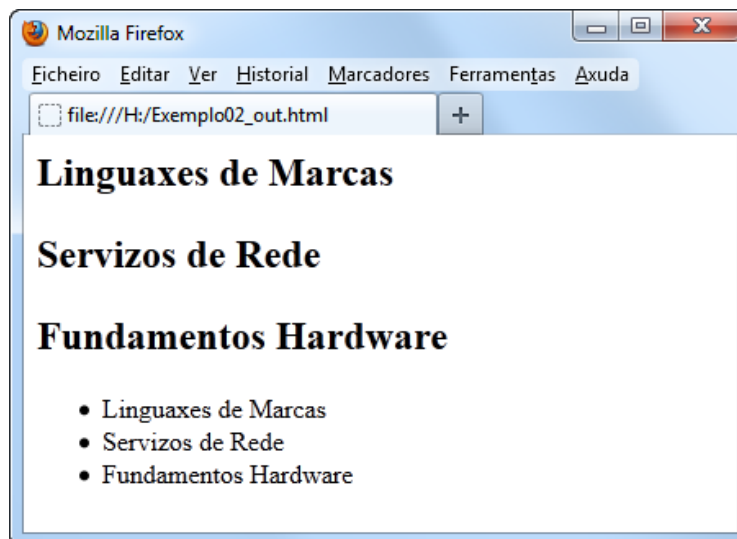 Mozilla Firefox
Ficheiro Editar Ver Historial Marcadores Ferramentas Axuda
file:///H:/Exemplo02_out.html
Linguaxes de Marcas
Servizos de Rede
Fundamentos Hardware
• Linguaxes de Marcas
• Servizos de Rede
• Fundamentos Hardware